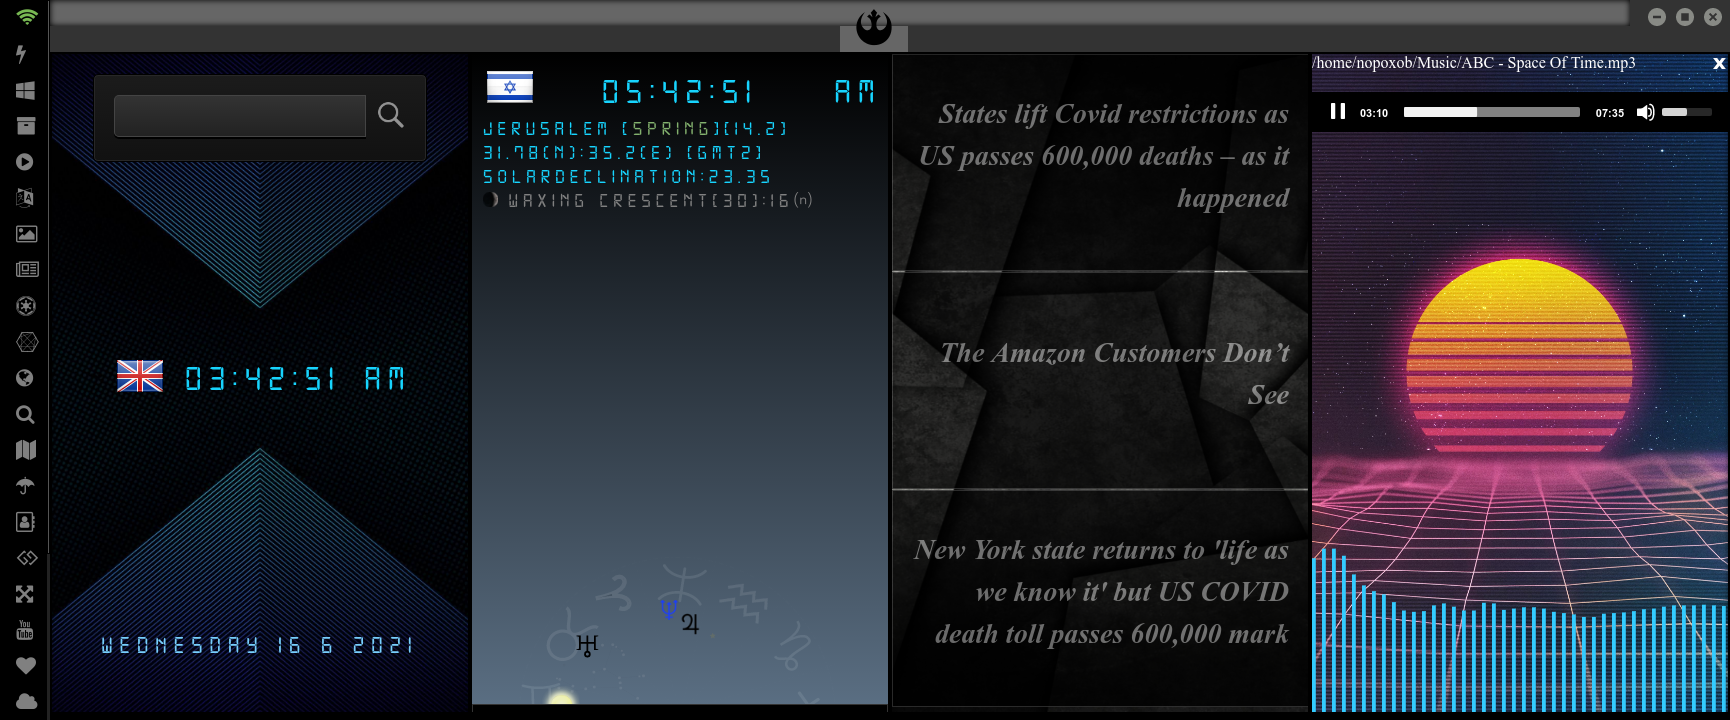 03:42:51 AM
WEDNESDAY 16 6 2021
05:42:51 AM
JERUSALEM [SPRING][14.2]
31.78(N):35.2(E) [GMT2]
SOLARDECLINATION:23.35
WAXING CRESCENT(30):16(n)
States lift Covid restrictions as
US passes 600,000 deaths – as it
happened
The Amazon Customers Don’t
See
New York state returns to 'life as
we know it' but US COVID
death toll passes 600,000 mark
/home/nopoxob/Music/ABC - Space Of Time.mp3
x
03:10
07:35
You
Tube